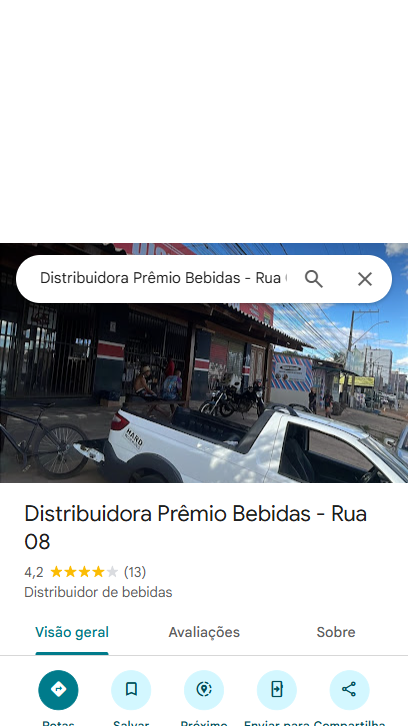 Distribuidora Prêmio Bebidas - Rua
HARD
Distribuidora Prêmio Bebidas - Rua
08
4,2 (13)
Distribuidor de bebidas
Visão geral Avaliações Sobre
Rotas Salvar Próximo Enviar para Compartilha